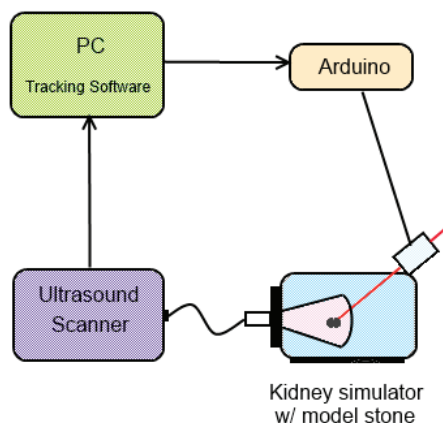 PC
Tracking Software
Arduino
Ultrasound
Scanner
Kidney simulator
w/ model stone